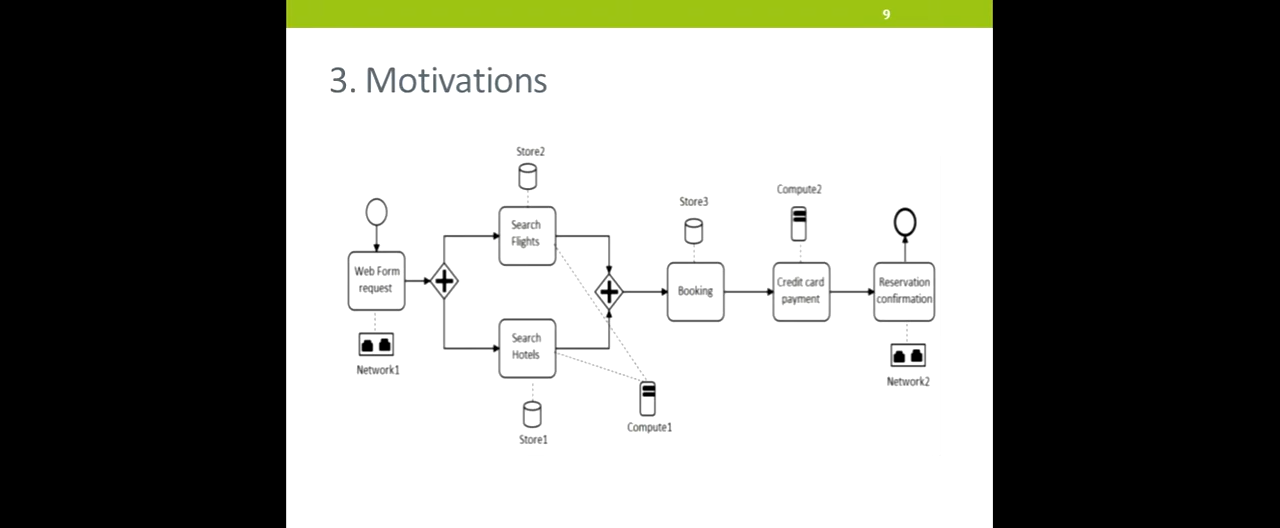 9
3. Motivations
Store2
Search
Flights
Web Form
request
Network1
Search
Hotels
Store1
Compute1
Store3
Booking
Compute2
Credit card
payment
Reservation
confirmation
Network2